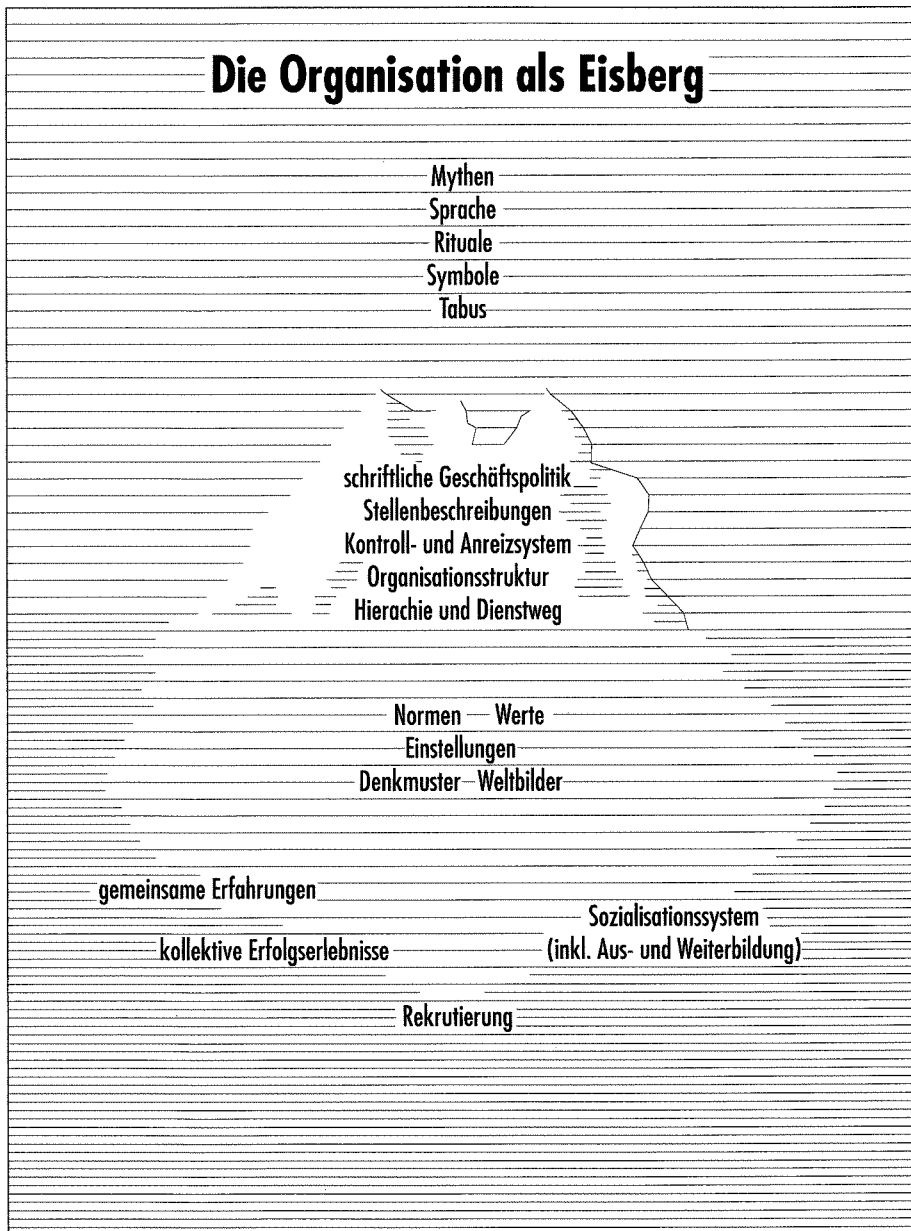 Die Organisation als Eisberg
Mythen
Sprache
Rituale
Symbole
Tabus
schriftliche Geschäftspolitik
Stellenbeschreibungen
Kontroll- und Anreizsystem
Organisationsstruktur
Hierachie und Dienstweg
Normen Werte
Einstellungen
Denkmuster Weltbilder
gemeinsame Erfahrungen
Sozialisationssystem
kollektive Erfolgserlebnisse (inkl. Aus- und Weiterbildung)
Rekrutierung